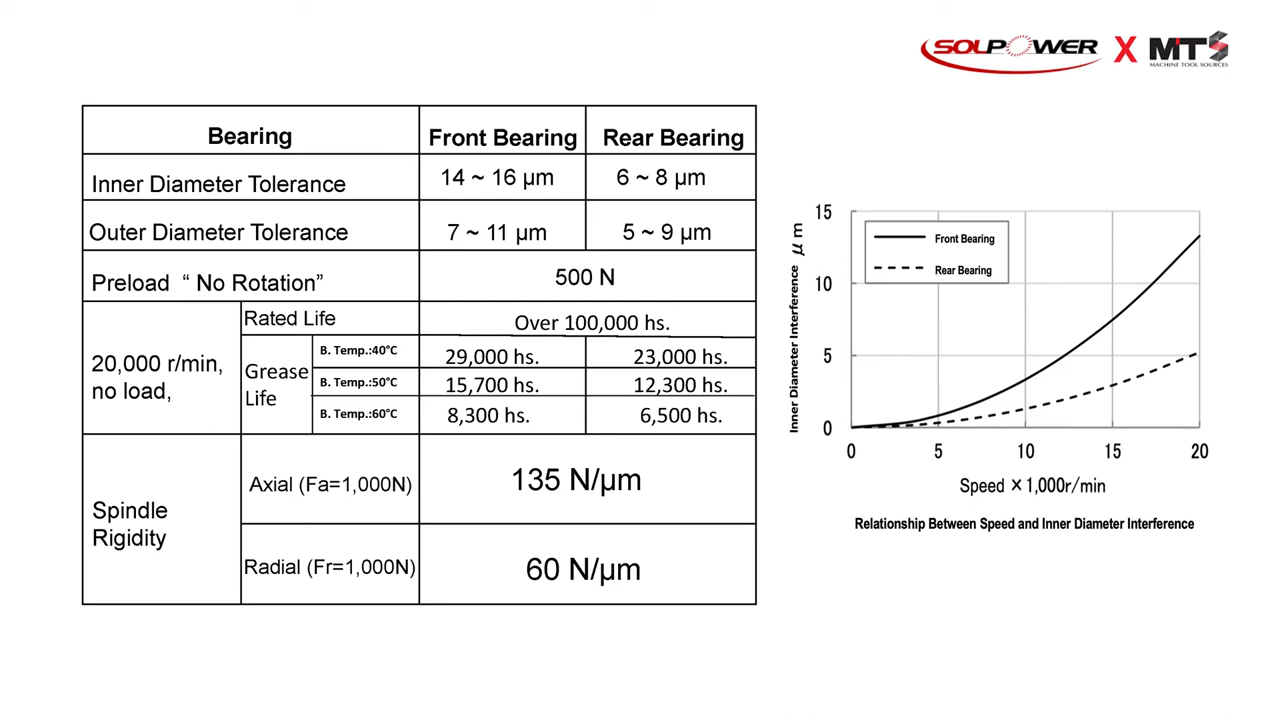 SOLPOWER X MTS
MACHINE TOOL SOURCES
Bearing
Front Bearing
Rear Bearing
Inner Diameter Tolerance
14 ~ 16 µm
6 ~ 8 µm
Outer Diameter Tolerance
7 ~ 11 µm
5 ~ 9 µm
Preload “ No Rotation”
500 N
20,000 r/min,
no load,
Rated Life
Over 100,000 hs.
Grease
Life
B. Temp.:40°C
29,000 hs.
23,000 hs.
B. Temp.:50°C
15,700 hs.
12,300 hs.
B. Temp.:60°C
8,300 hs.
6,500 hs.
Spindle
Rigidity
Axial (Fa=1,000N)
135 N/µm
Radial (Fr=1,000N)
60 N/µm
Inner Diameter Interference μm
15
10
5
0
Front Bearing
Rear Bearing
0
5
10
15
20
Speed ×1,000r/min
Relationship Between Speed and Inner Diameter Interference